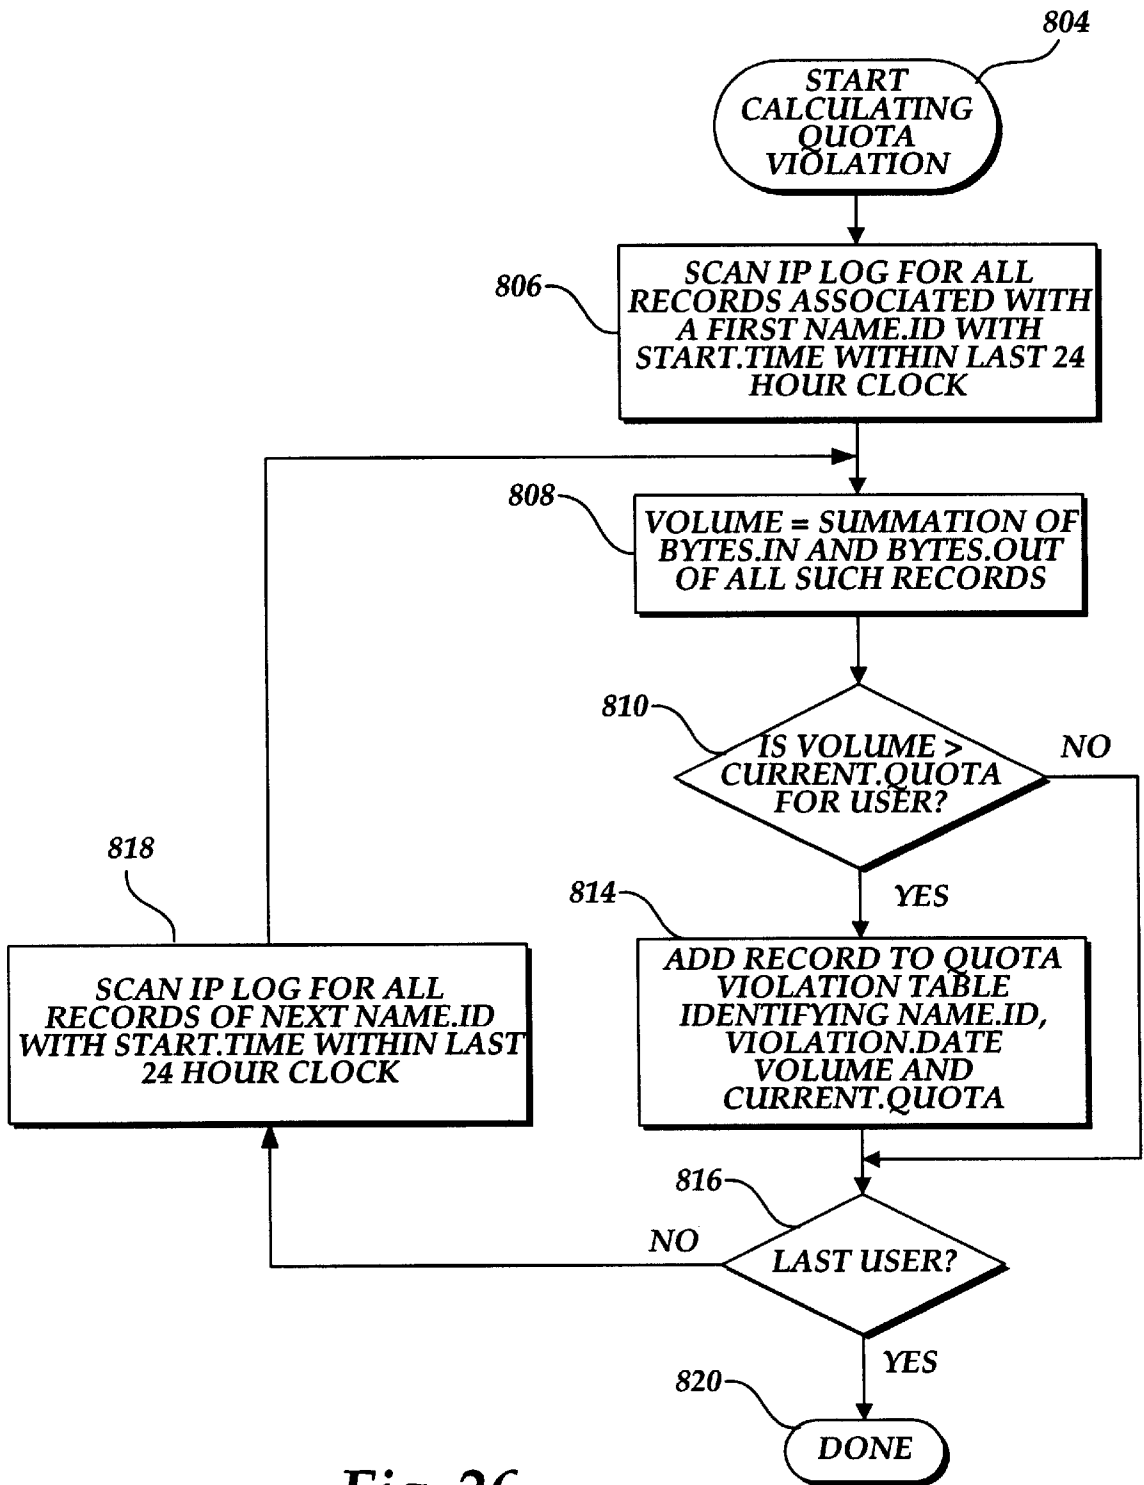 804
START
CALCULATING
QUOTA
VIOLATION
806
SCAN IP LOG FOR ALL
RECORDS ASSOCIATED WITH
A FIRST NAME.ID WITH
START.TIME WITHIN LAST 24
HOUR CLOCK
808
VOLUME = SUMMATION OF
BYTES.IN AND BYTES.OUT
OF ALL SUCH RECORDS
810
IS VOLUME >
CURRENT.QUOTA
FOR USER?
NO
YES
814
ADD RECORD TO QUOTA
VIOLATION TABLE
IDENTIFYING NAME.ID,
VIOLATION.DATE
VOLUME AND
CURRENT.QUOTA
818
SCAN IP LOG FOR ALL
RECORDS OF NEXT NAME.ID
WITH START.TIME WITHIN LAST
24 HOUR CLOCK
816
LAST USER?
NO
YES
820
DONE
Fig. 26